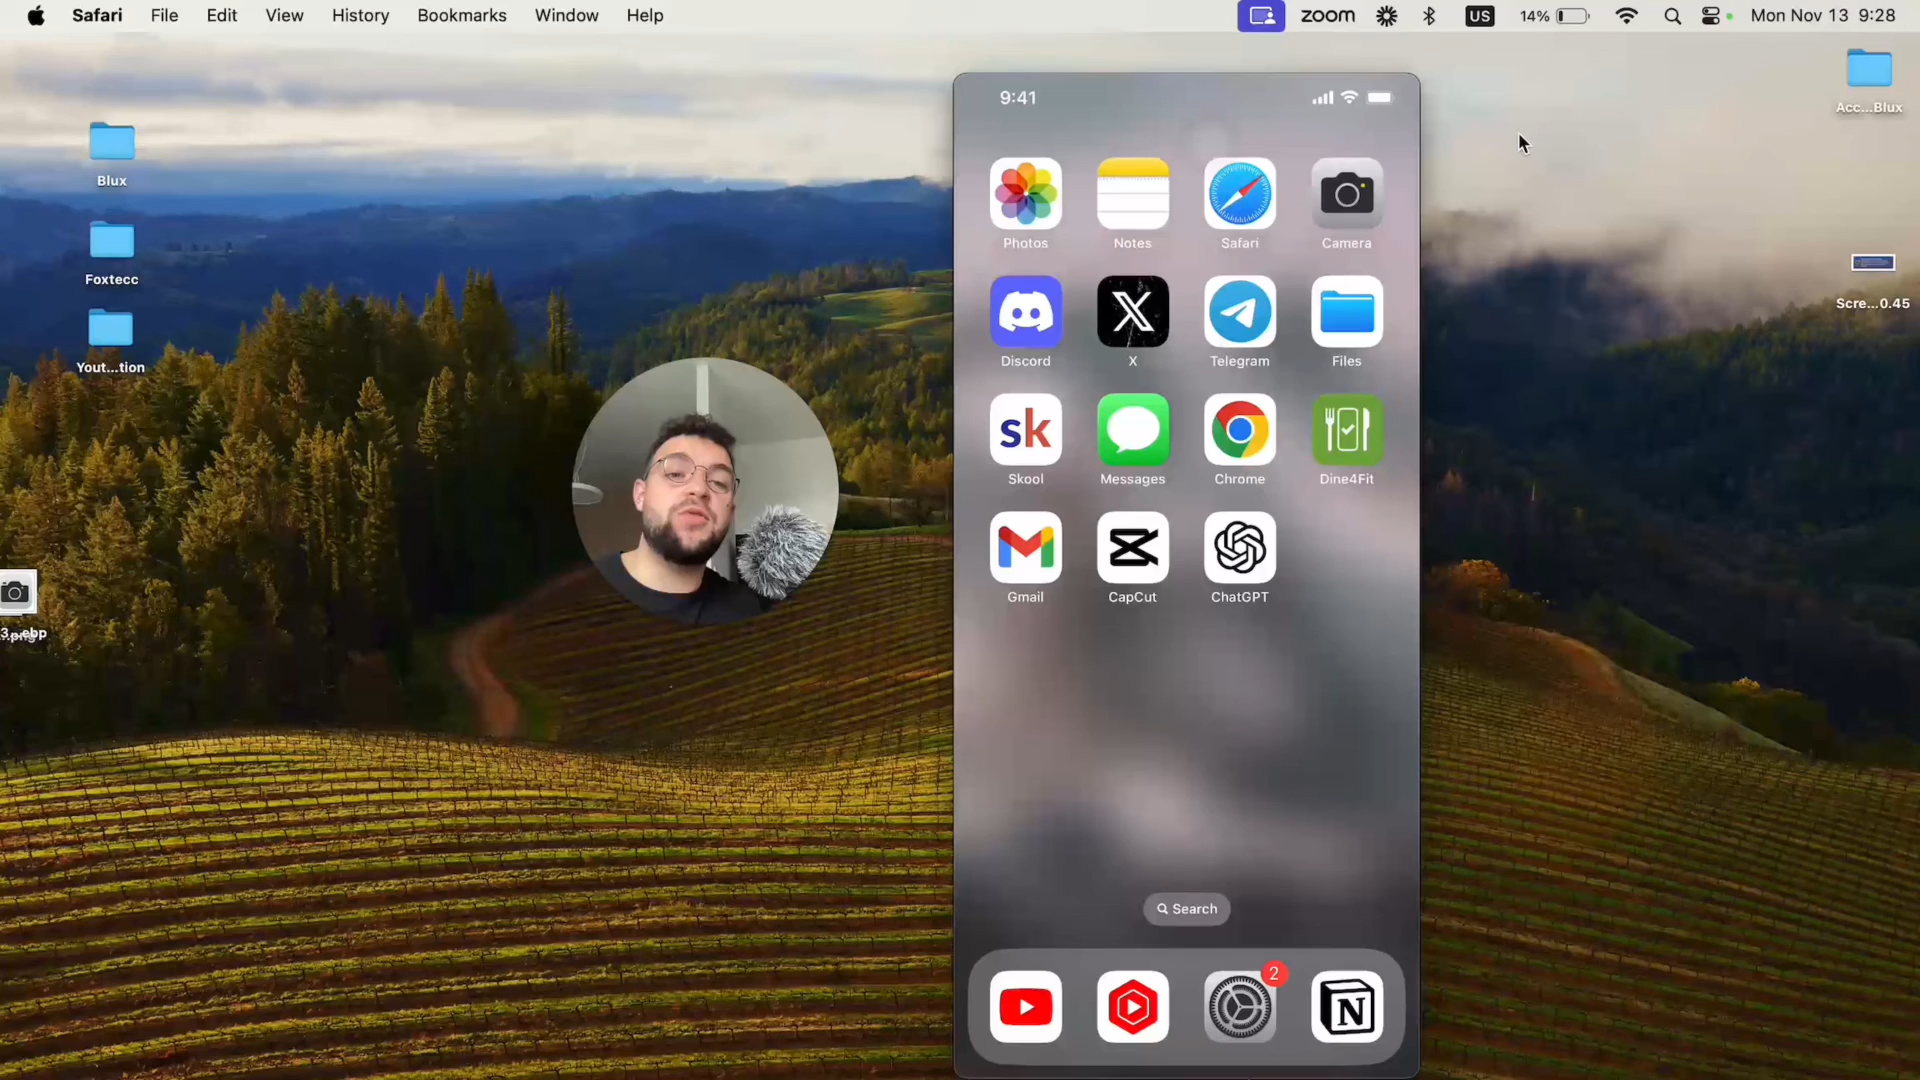 Safari File Edit View History Bookmarks Window Help zoom US 14% Mon Nov 13 9:28
Blux
Foxtecc
Yout...tion
Acc...Blux
Scre...0.45
9:41
Photos Notes Safari Camera
Discord X Telegram Files
sk
Skool Messages Chrome Dine4Fit
Gmail CapCut ChatGPT
Search
2